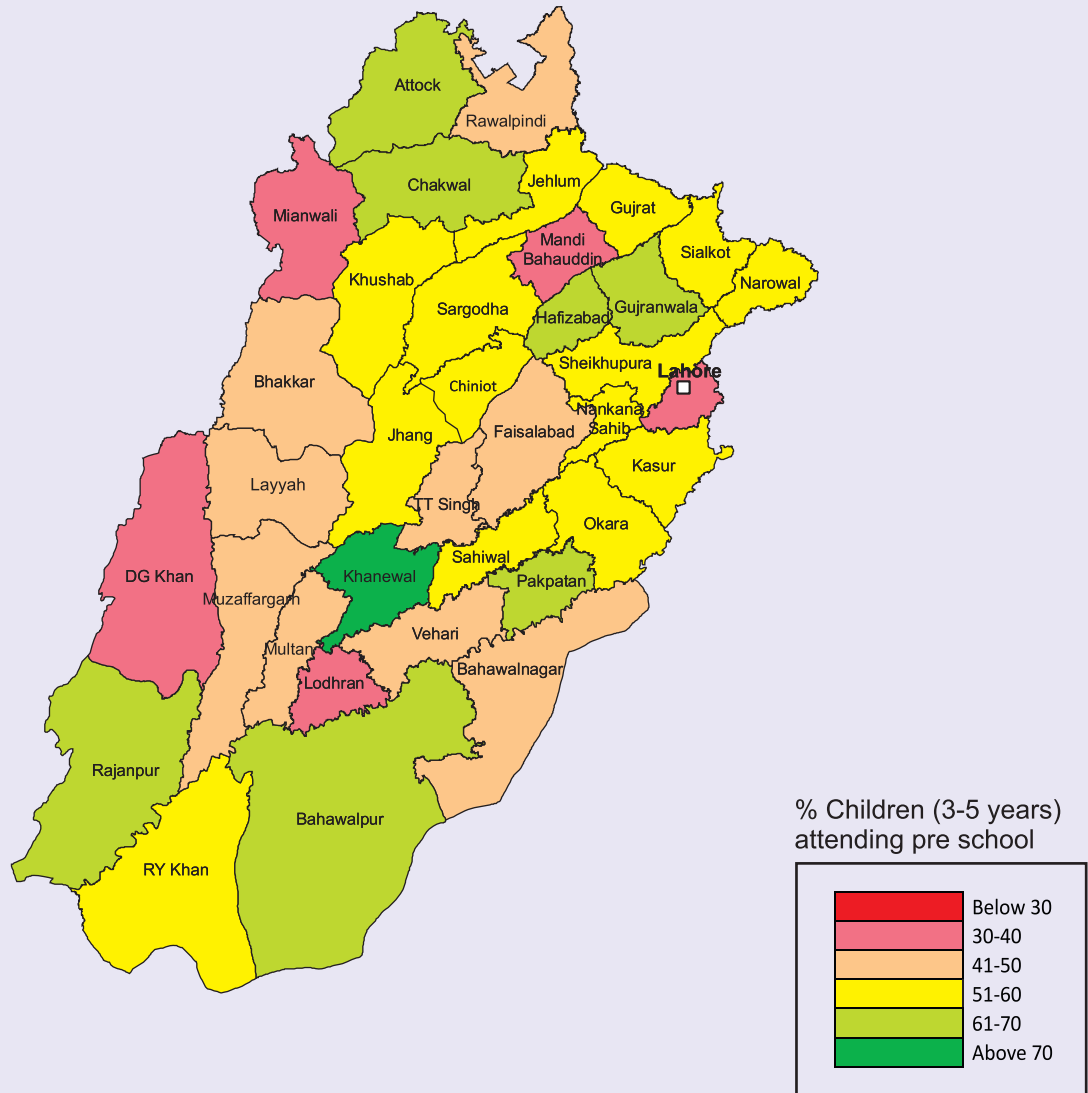 Attock
Rawalpindi
Chakwal
Jehlum
Mianwali
Gujrat
Mandi
Bahauddin
Sialkot
Khushab
Narowal
Sargodha
Hafizabad
Gujranwala
Sheikhupura
Lahore
Bhakkar
Chiniot
Nankana
Sahib
Jhang
Faisalabad
Kasur
Layyah
TT Singh
Okara
Sahiwal
DG Khan
Khanewal
Pakpatan
Muzaffargarh
Vehari
Multan
Bahawalnagar
Lodhran
Rajanpur
Bahawalpur
RY Khan
% Children (3-5 years)
attending pre school
Below 30
30-40
41-50
51-60
61-70
Above 70